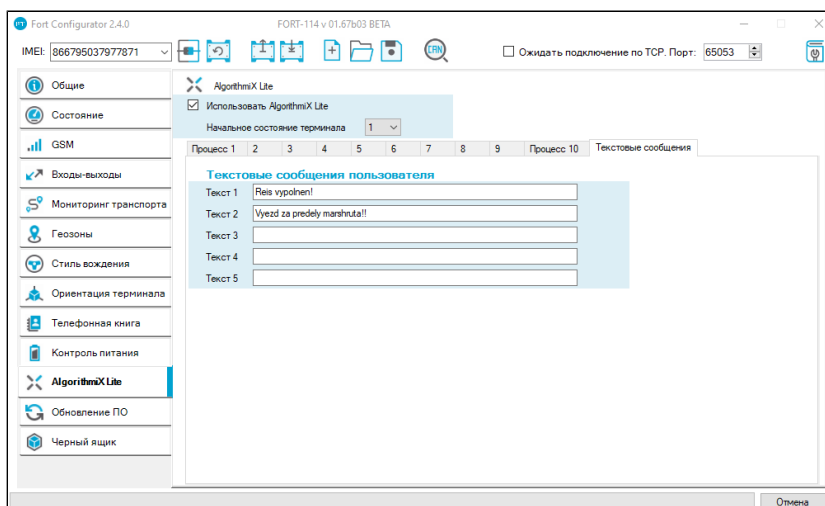 Fort Configurator 2.4.0 FORT-114 v 01.67b03 BETA
IMEI: 866795037977871 CAN Ожидать подключение по TCP. Порт: 65053
Общие
Состояние
GSM
Входы-выходы
Мониторинг транспорта
Геозоны
Стиль вождения
Ориентация терминала
Телефонная книга
Контроль питания
AlgorithmiX Lite
Обновление ПО
Черный ящик
AlgorithmiX Lite
Использовать AlgorithmiX Lite
Начальное состояние терминала 1
Процесс 1 2 3 4 5 6 7 8 9 Процесс 10 Текстовые сообщения
Текстовые сообщения пользователя
Текст 1 Reis vypolnen!
Текст 2 Vyezd za predely marshruta!!
Текст 3
Текст 4
Текст 5
Отмена